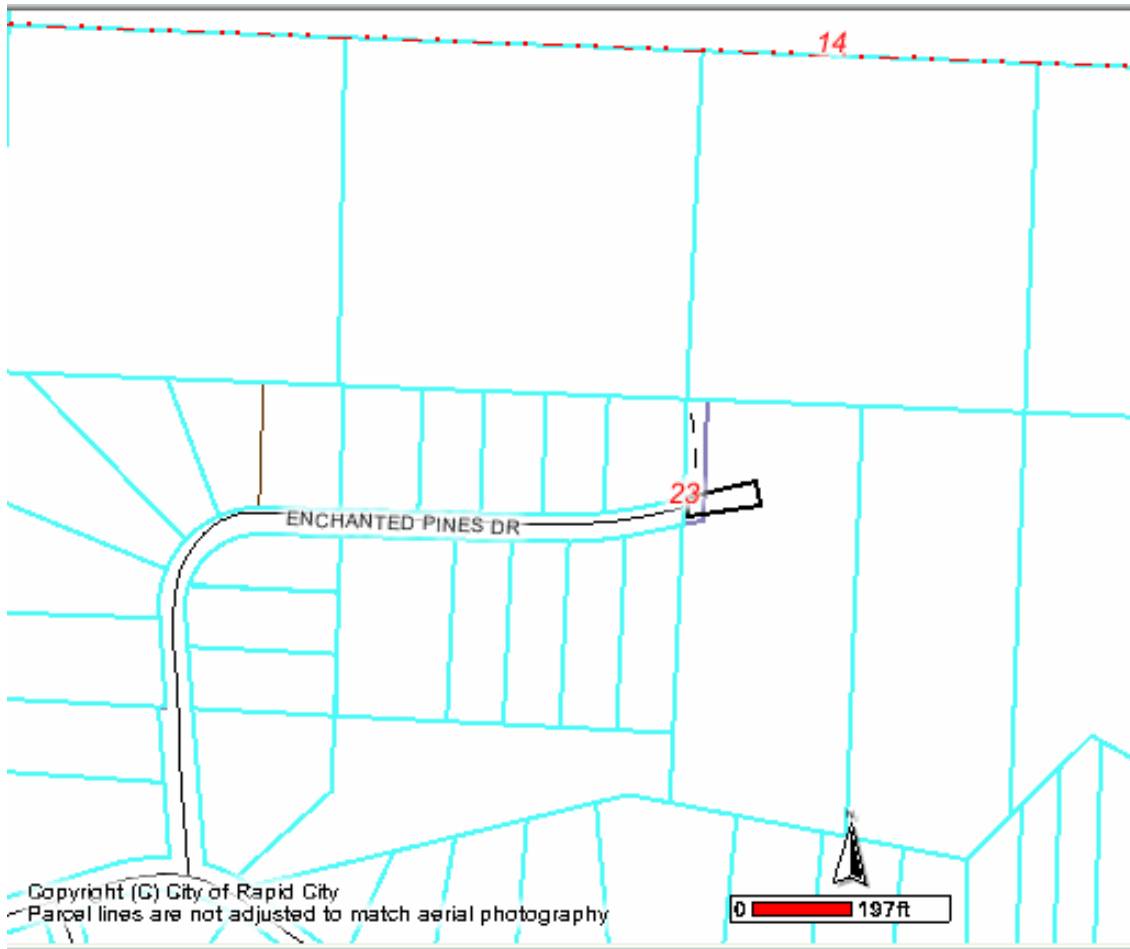 14
23
ENCHANTED PINES DR
N
Copyright (C) City of Rapid City
Parcel lines are not adjusted to match aerial photography
0 197ft